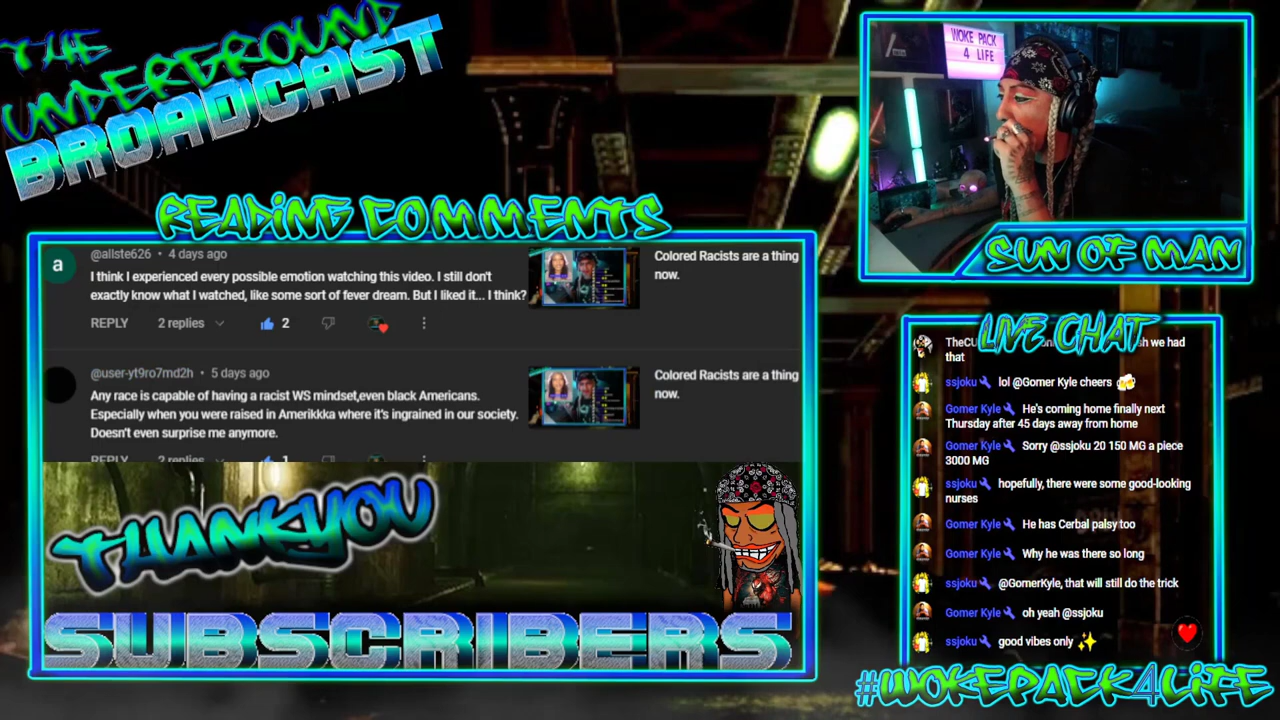 THE
UNDERGROUND
BROADCAST
WOKE PACK
4 LIFE
SUN OF MAN
READING COMMENTS
a
@allste626 • 4 days ago
I think I experienced every possible emotion watching this video. I still don't
exactly know what I watched, like some sort of fever dream. But I liked it... I think?
REPLY 2 replies 2
Colored Racists are a thing
now.
@user-yt9ro7md2h • 5 days ago
Any race is capable of having a racist WS mindset,even black Americans.
Especially when you were raised in Amerikkka where it's ingrained in our society.
Doesn't even surprise me anymore.
REPLY 2 replies 1
Colored Racists are a thing
now.
THANKYOU
SUBSCRIBERS
LIVE CHAT
we had
that
ssjoku lol @Gomer Kyle cheers 🍻
Gomer Kyle He's coming home finally next
Thursday after 45 days away from home
Gomer Kyle Sorry @ssjoku 20 150 MG a piece
3000 MG
ssjoku hopefully, there were some good-looking
nurses
Gomer Kyle He has Cerbal palsy too
Gomer Kyle Why he was there so long
ssjoku @GomerKyle, that will still do the trick
Gomer Kyle oh yeah @ssjoku
ssjoku good vibes only ✨
#WOKEPACK4LIFE